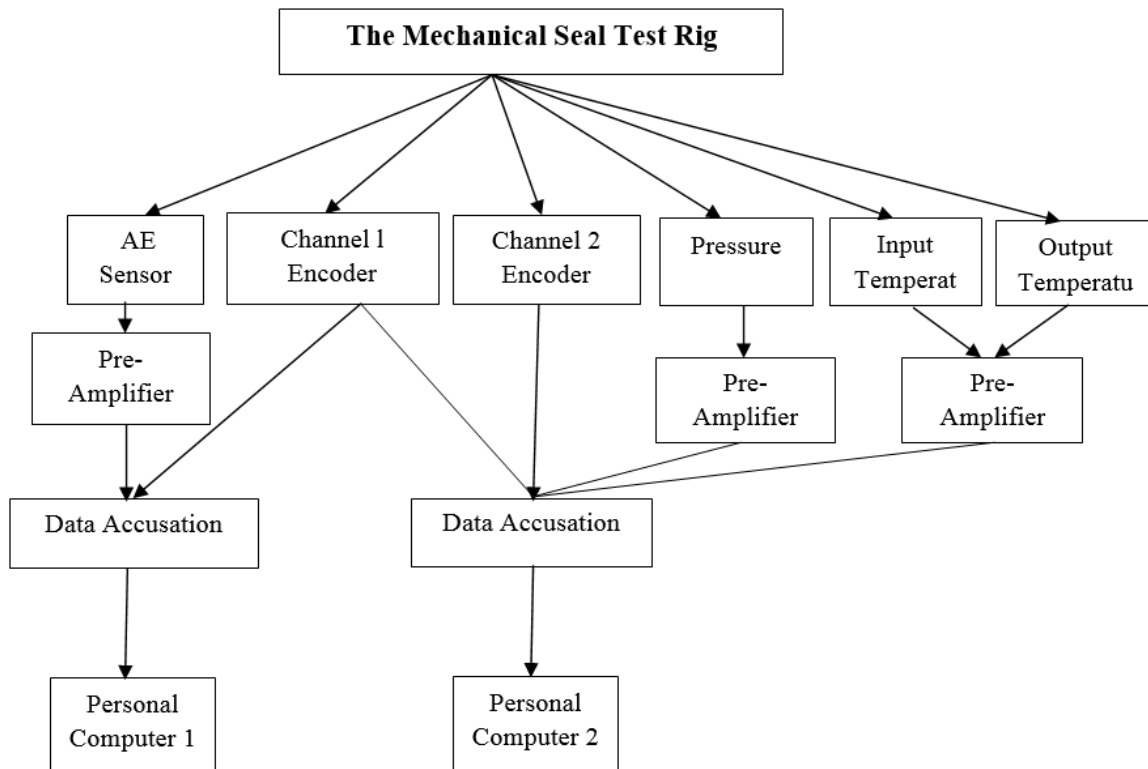 The Mechanical Seal Test Rig
AE
Sensor
Channel 1
Encoder
Channel 2
Encoder
Pressure
Input
Temperat
Output
Temperatu
Pre-
Amplifier
Pre-
Amplifier
Pre-
Amplifier
Data Accusation
Data Accusation
Personal
Computer 1
Personal
Computer 2